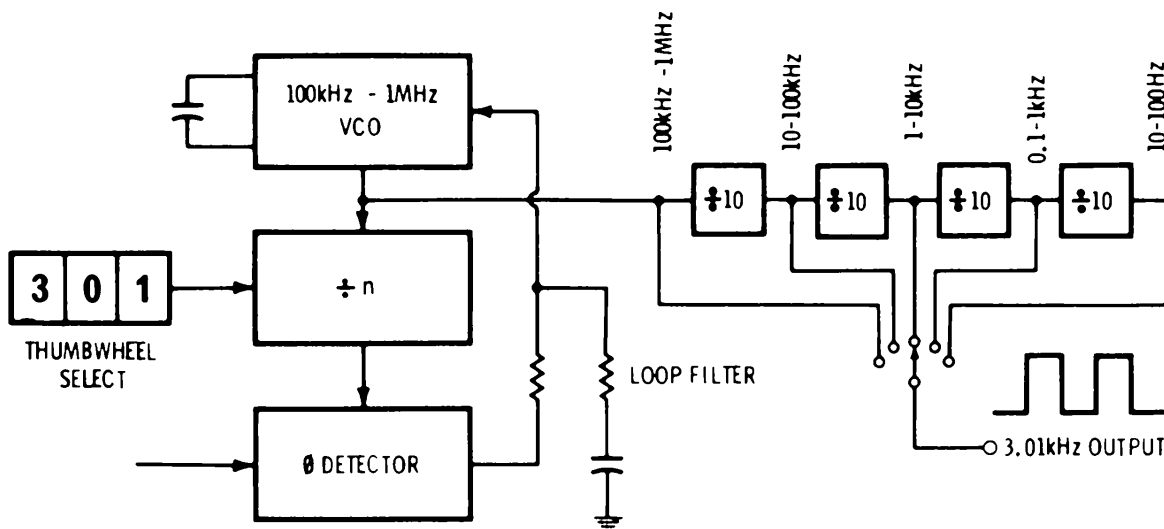 100kHz - 1MHz
VCO
100kHz - 1MHz
10-100kHz
1-10kHz
0.1-1kHz
10-100Hz
÷10
÷10
÷10
÷10
3 0 1
THUMBWHEEL
SELECT
÷ n
LOOP FILTER
Ø DETECTOR
3.01kHz OUTPUT